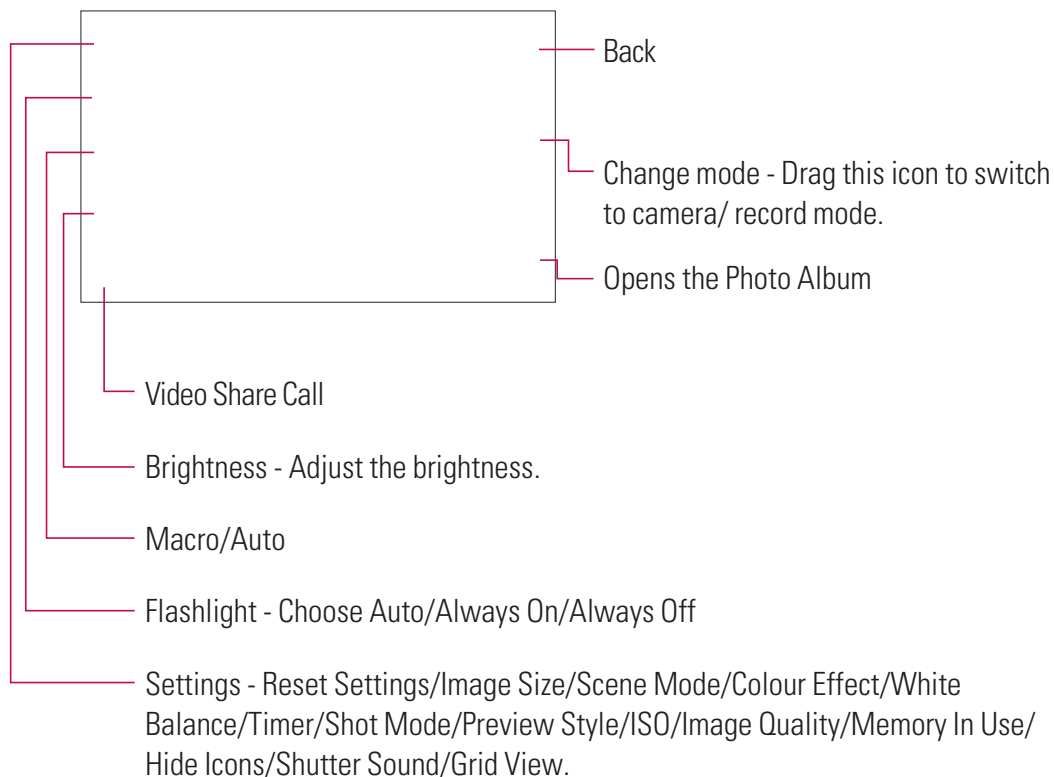 Back
Change mode - Drag this icon to switch
to camera/ record mode.
Opens the Photo Album
Video Share Call
Brightness - Adjust the brightness.
Macro/Auto
Flashlight - Choose Auto/Always On/Always Off
Settings - Reset Settings/Image Size/Scene Mode/Colour Effect/White
Balance/Timer/Shot Mode/Preview Style/ISO/Image Quality/Memory In Use/
Hide Icons/Shutter Sound/Grid View.